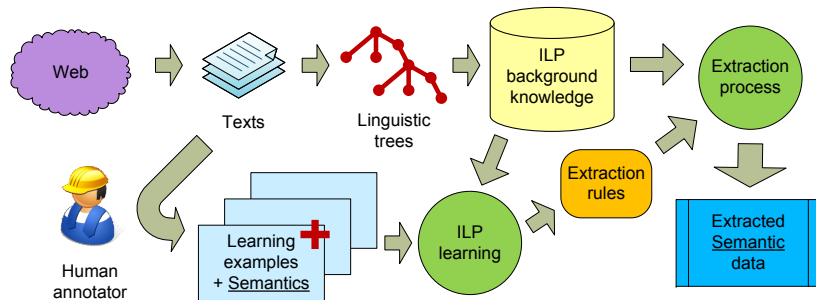 Web
Texts
Linguistic
trees
ILP
background
knowledge
Extraction
process
Human
annotator
Learning
examples
+ Semantics
ILP
learning
Extraction
rules
Extracted
Semantic
data